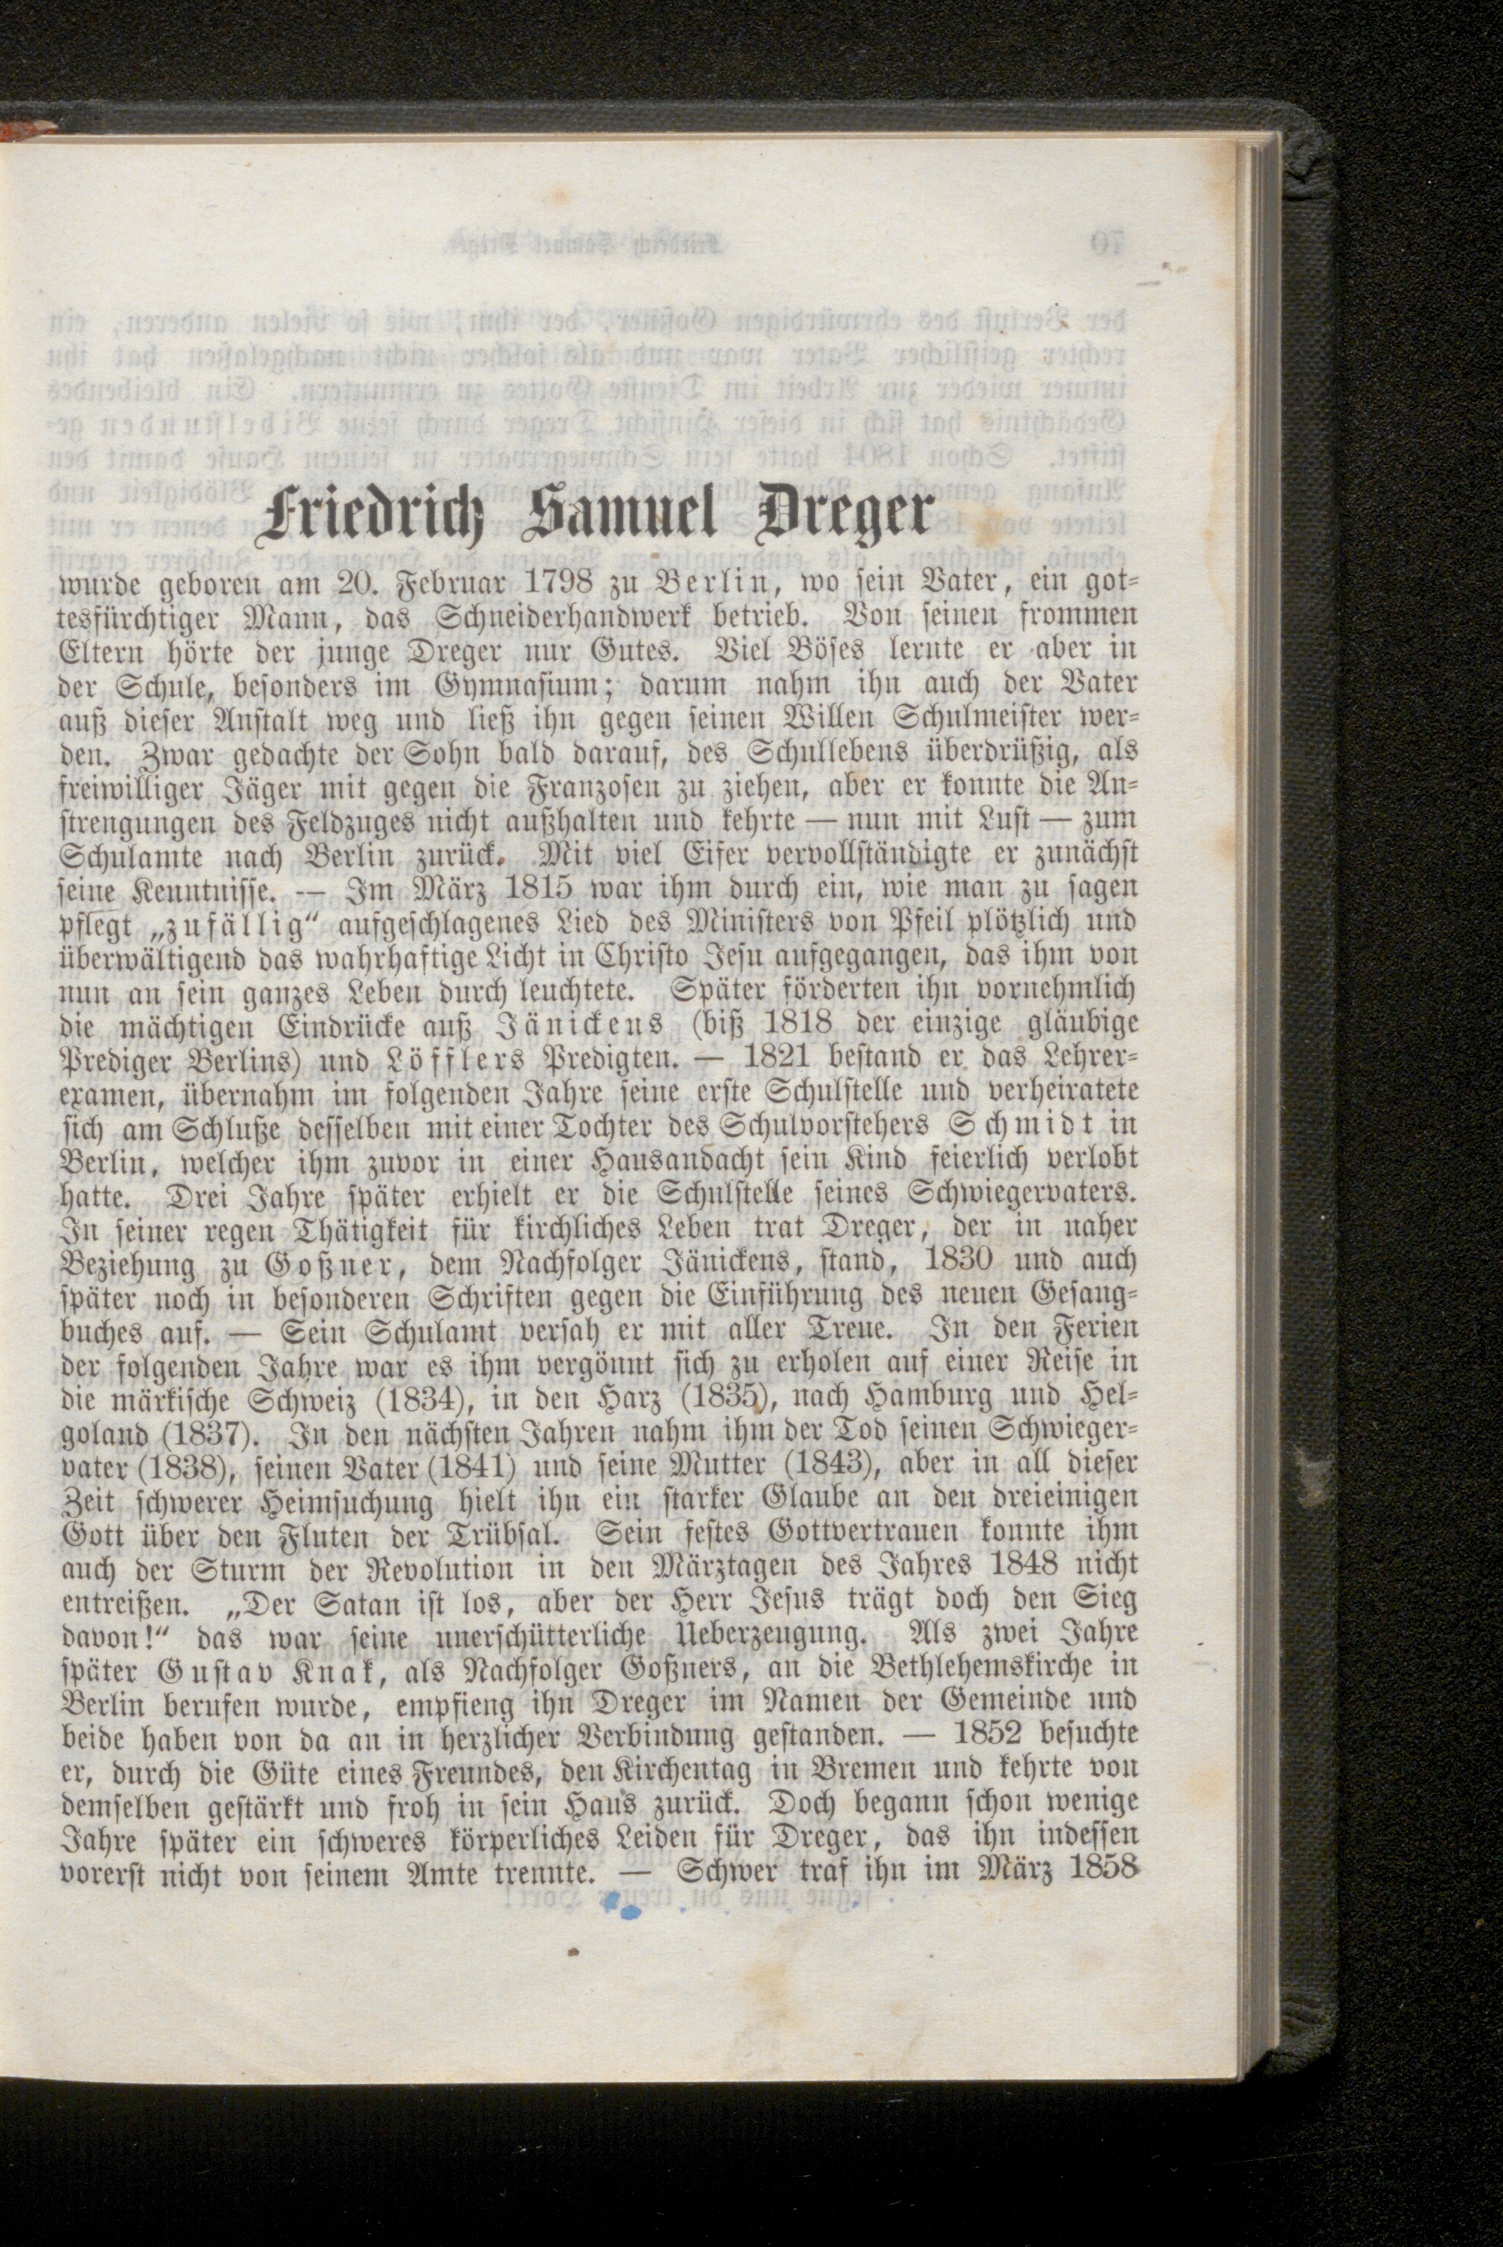 Friedrich Samuel Dreger
wurde geboren am 20. Februar 1798 zu Berlin, wo sein Vater, ein got-
tesfürchtiger Mann, das Schneiderhandwerk betrieb. Von seinen frommen
Eltern hörte der junge Dreger nur Gutes. Viel Böses lernte er aber in
der Schule, besonders im Gymnasium; darum nahm ihn auch der Vater
auß dieser Anstalt weg und ließ ihn gegen seinen Willen Schulmeister wer-
den. Zwar gedachte der Sohn bald darauf, des Schullebens überdrüßig, als
freiwilliger Jäger mit gegen die Franzosen zu ziehen, aber er konnte die An-
strengungen des Feldzuges nicht außhalten und kehrte — nun mit Lust — zum
Schulamte nach Berlin zurück. Mit viel Eifer vervollständigte er zunächst
seine Kenntnisse. — Im März 1815 war ihm durch ein, wie man zu sagen
pflegt „zufällig“ aufgeschlagenes Lied des Ministers von Pfeil plötzlich und
überwältigend das wahrhaftige Licht in Christo Jesu aufgegangen, das ihm von
nun an sein ganzes Leben durch leuchtete. Später förderten ihn vornehmlich
die mächtigen Eindrücke auß Jänickens (biß 1818 der einzige gläubige
Prediger Berlins) und Löfflers Predigten. — 1821 bestand er das Lehrer-
examen, übernahm im folgenden Jahre seine erste Schulstelle und verheiratete
sich am Schluße desselben mit einer Tochter des Schulvorstehers Schmidt in
Berlin, welcher ihm zuvor in einer Hausandacht sein Kind feierlich verlobt
hatte. Drei Jahre später erhielt er die Schulstelle seines Schwiegervaters.
In seiner regen Thätigkeit für kirchliches Leben trat Dreger, der in naher
Beziehung zu Goßner, dem Nachfolger Jänickens, stand, 1830 und auch
später noch in besonderen Schriften gegen die Einführung des neuen Gesang-
buches auf. — Sein Schulamt versah er mit aller Treue. In den Ferien
der folgenden Jahre war es ihm vergönnt sich zu erholen auf einer Reise in
die märkische Schweiz (1834), in den Harz (1835), nach Hamburg und Hel-
goland (1837). In den nächsten Jahren nahm ihm der Tod seinen Schwieger-
vater (1838), seinen Vater (1841) und seine Mutter (1843), aber in all dieser
Zeit schwerer Heimsuchung hielt ihn ein starker Glaube an den dreieinigen
Gott über den Fluten der Trübsal. Sein festes Gottvertrauen konnte ihm
auch der Sturm der Revolution in den Märztagen des Jahres 1848 nicht
entreißen. „Der Satan ist los, aber der Herr Jesus trägt doch den Sieg
davon!“ das war seine unerschütterliche Ueberzeugung. Als zwei Jahre
später Gustav Knak, als Nachfolger Goßners, an die Bethlehemskirche in
Berlin berufen wurde, empfieng ihn Dreger im Namen der Gemeinde und
beide haben von da an in herzlicher Verbindung gestanden. — 1852 besuchte
er, durch die Güte eines Freundes, den Kirchentag in Bremen und kehrte von
demselben gestärkt und froh in sein Haus zurück. Doch begann schon wenige
Jahre später ein schweres körperliches Leiden für Dreger, das ihn indessen
vorerst nicht von seinem Amte trennte. — Schwer traf ihn im März 1858